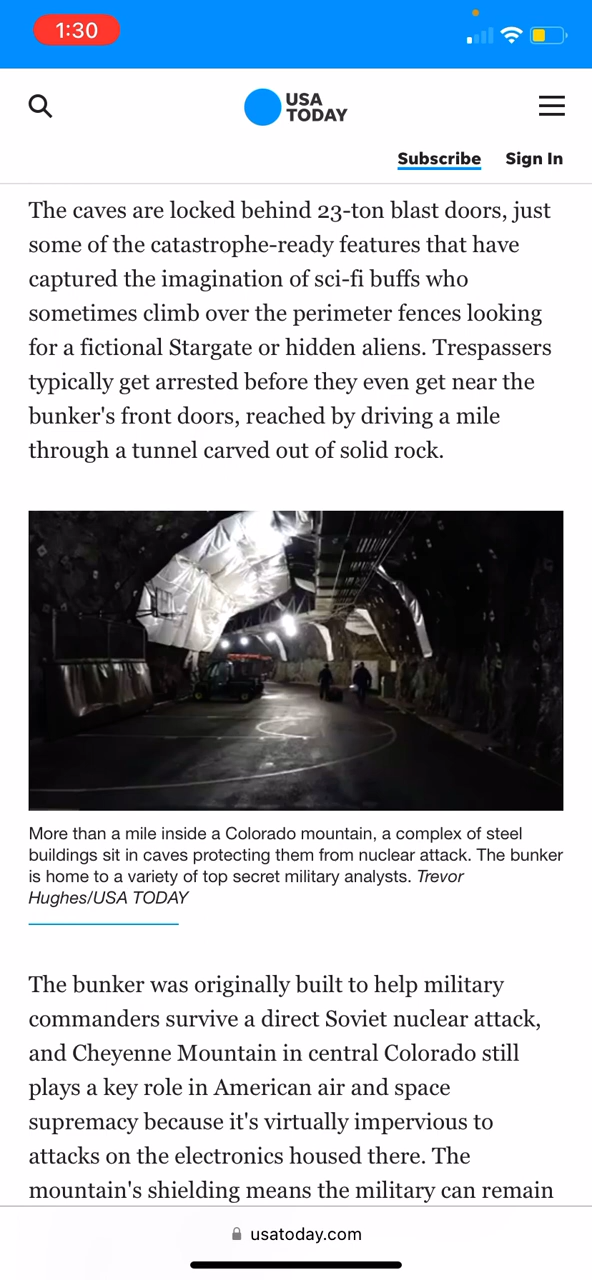 1:30
USA
TODAY
Subscribe Sign In
The caves are locked behind 23-ton blast doors, just
some of the catastrophe-ready features that have
captured the imagination of sci-fi buffs who
sometimes climb over the perimeter fences looking
for a fictional Stargate or hidden aliens. Trespassers
typically get arrested before they even get near the
bunker's front doors, reached by driving a mile
through a tunnel carved out of solid rock.
More than a mile inside a Colorado mountain, a complex of steel
buildings sit in caves protecting them from nuclear attack. The bunker
is home to a variety of top secret military analysts. Trevor
Hughes/USA TODAY
The bunker was originally built to help military
commanders survive a direct Soviet nuclear attack,
and Cheyenne Mountain in central Colorado still
plays a key role in American air and space
supremacy because it's virtually impervious to
attacks on the electronics housed there. The
mountain's shielding means the military can remain
usatoday.com